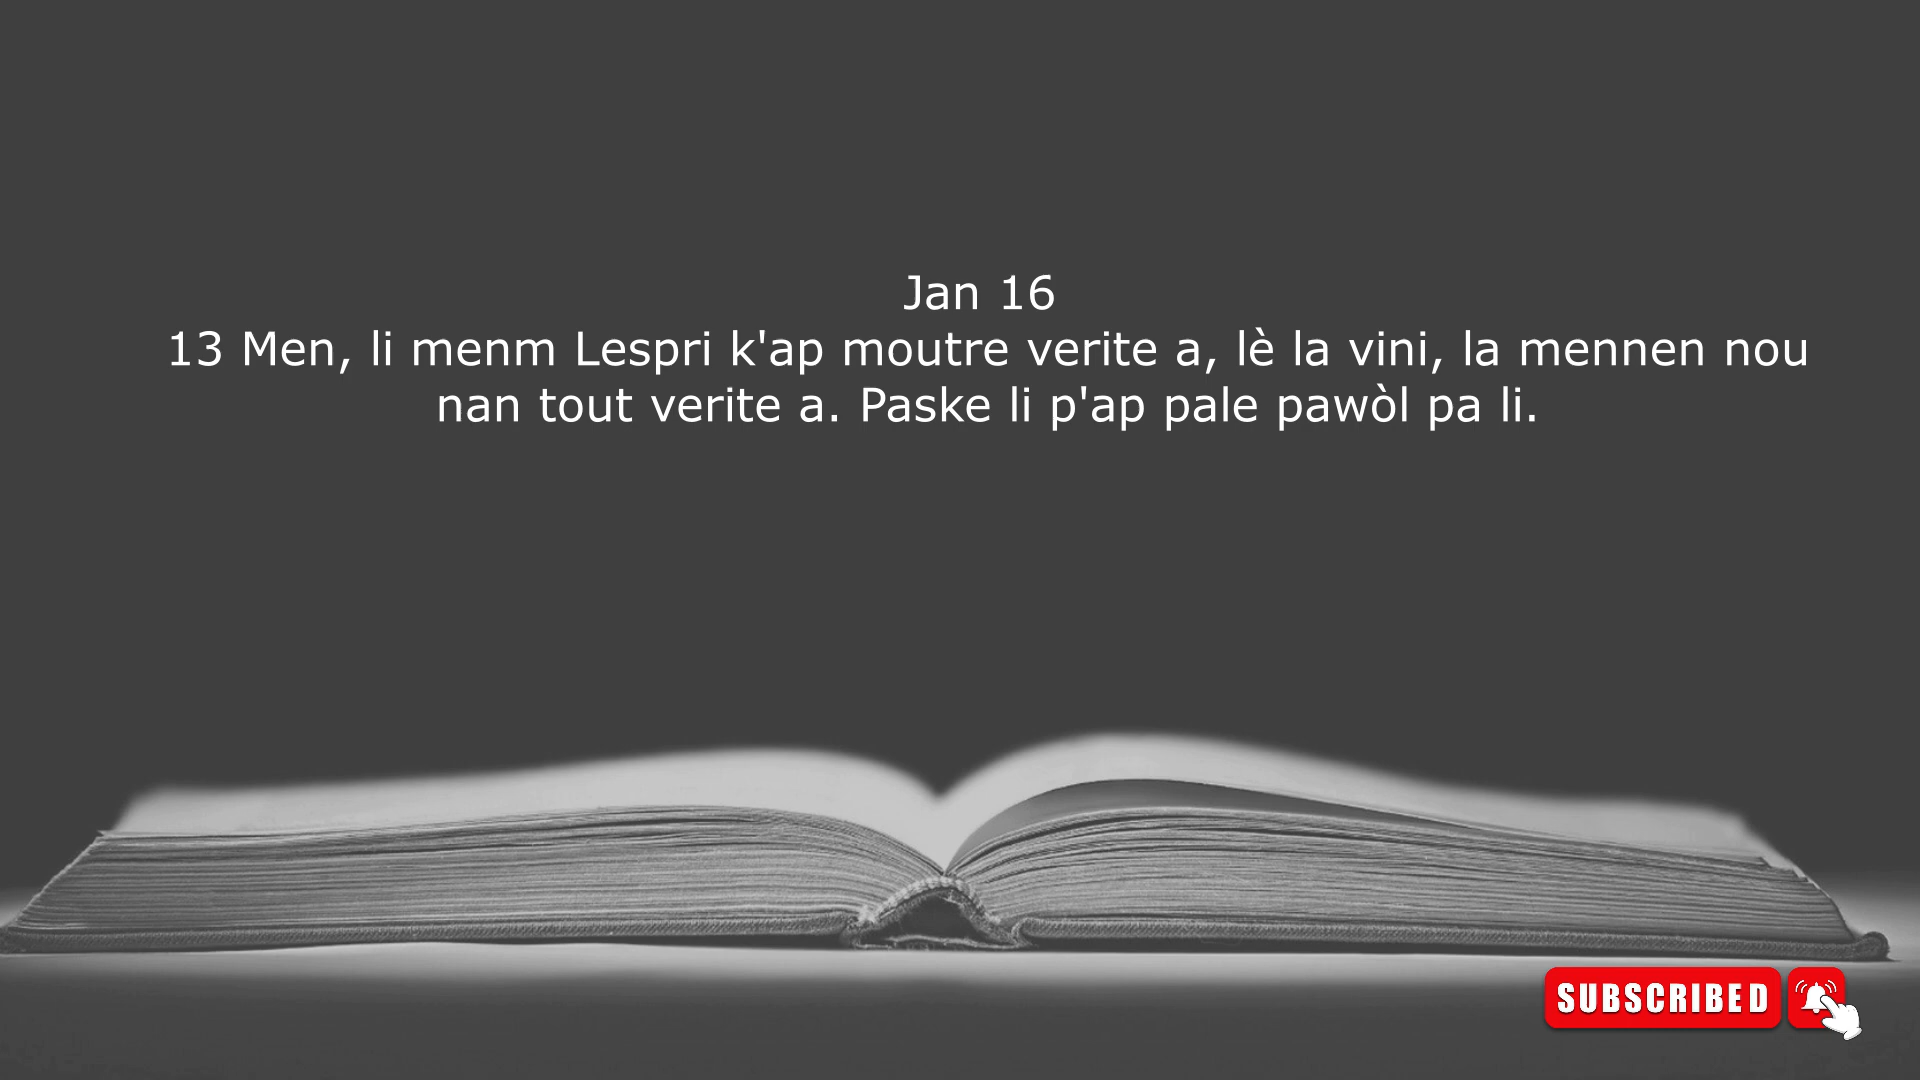 Jan 16
13 Men, li menm Lespri k'ap moutre verite a, lè la vini, la mennen nou
nan tout verite a. Paske li p'ap pale pawòl pa li.
SUBSCRIBED